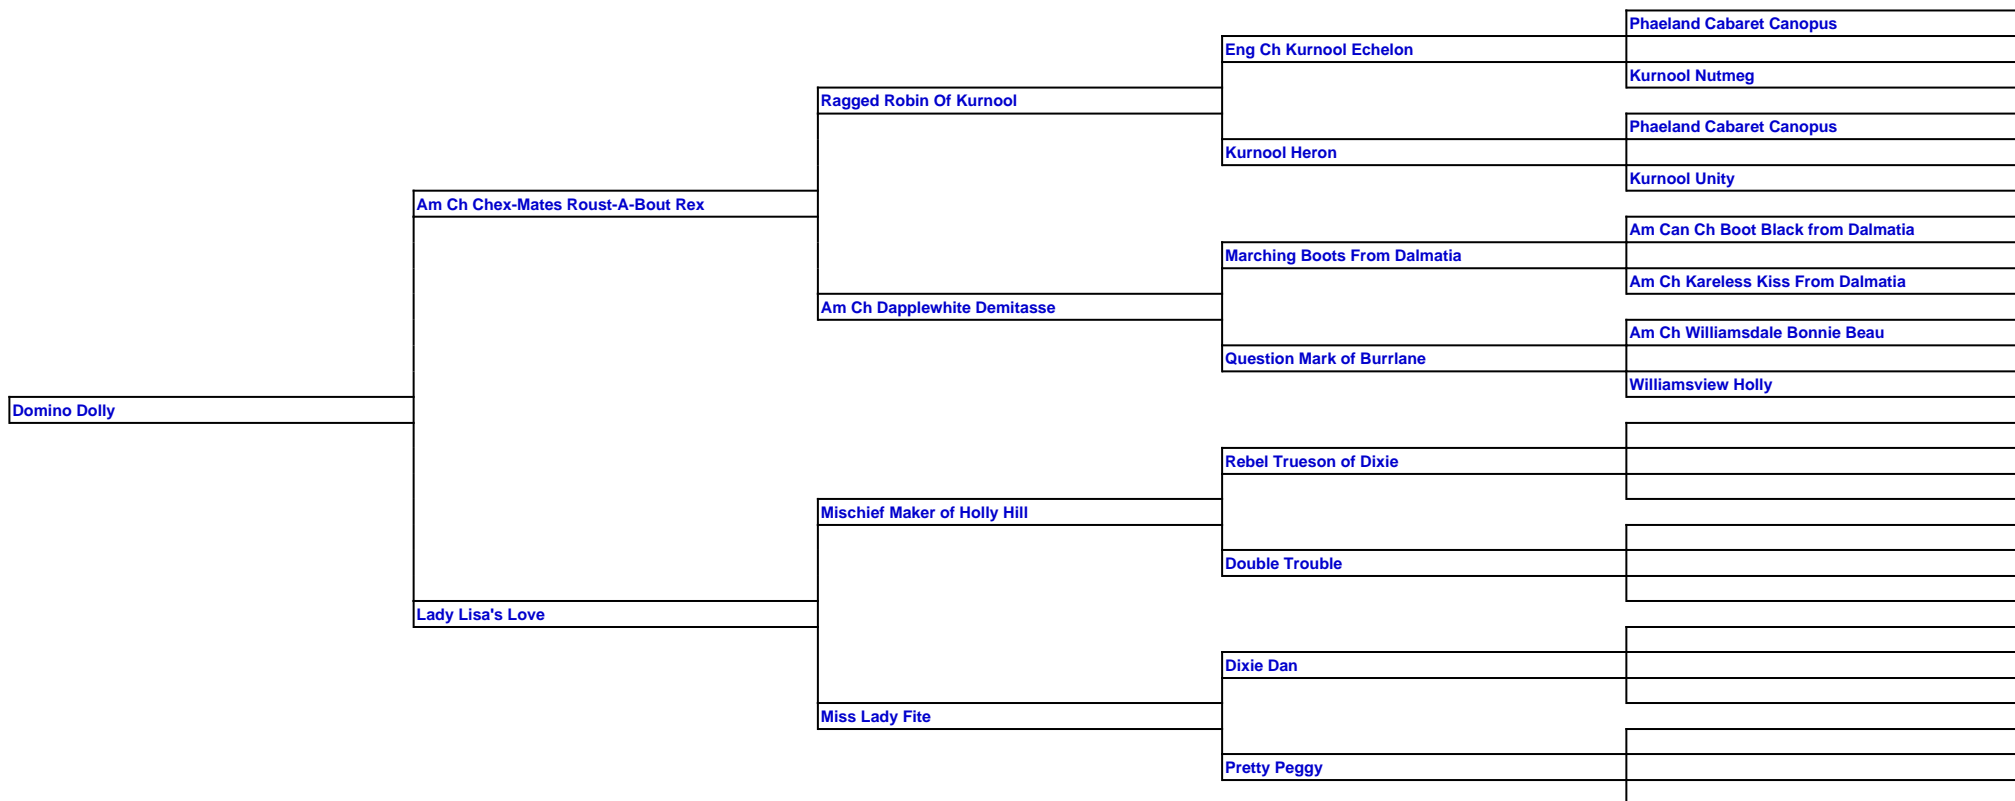 Phaeland Cabaret Canopus
Eng Ch Kurnool Echelon
Kurnool Nutmeg
Ragged Robin Of Kurnool
Phaeland Cabaret Canopus
Kurnool Heron
Kurnool Unity
Am Ch Chex-Mates Roust-A-Bout Rex
Am Can Ch Boot Black from Dalmatia
Marching Boots From Dalmatia
Am Ch Kareless Kiss From Dalmatia
Am Ch Dapplewhite Demitasse
Am Ch Williamsdale Bonnie Beau
Question Mark of Burrlane
Williamsview Holly
Domino Dolly
Rebel Trueson of Dixie
Mischief Maker of Holly Hill
Double Trouble
Lady Lisa's Love
Dixie Dan
Miss Lady Fite
Pretty Peggy